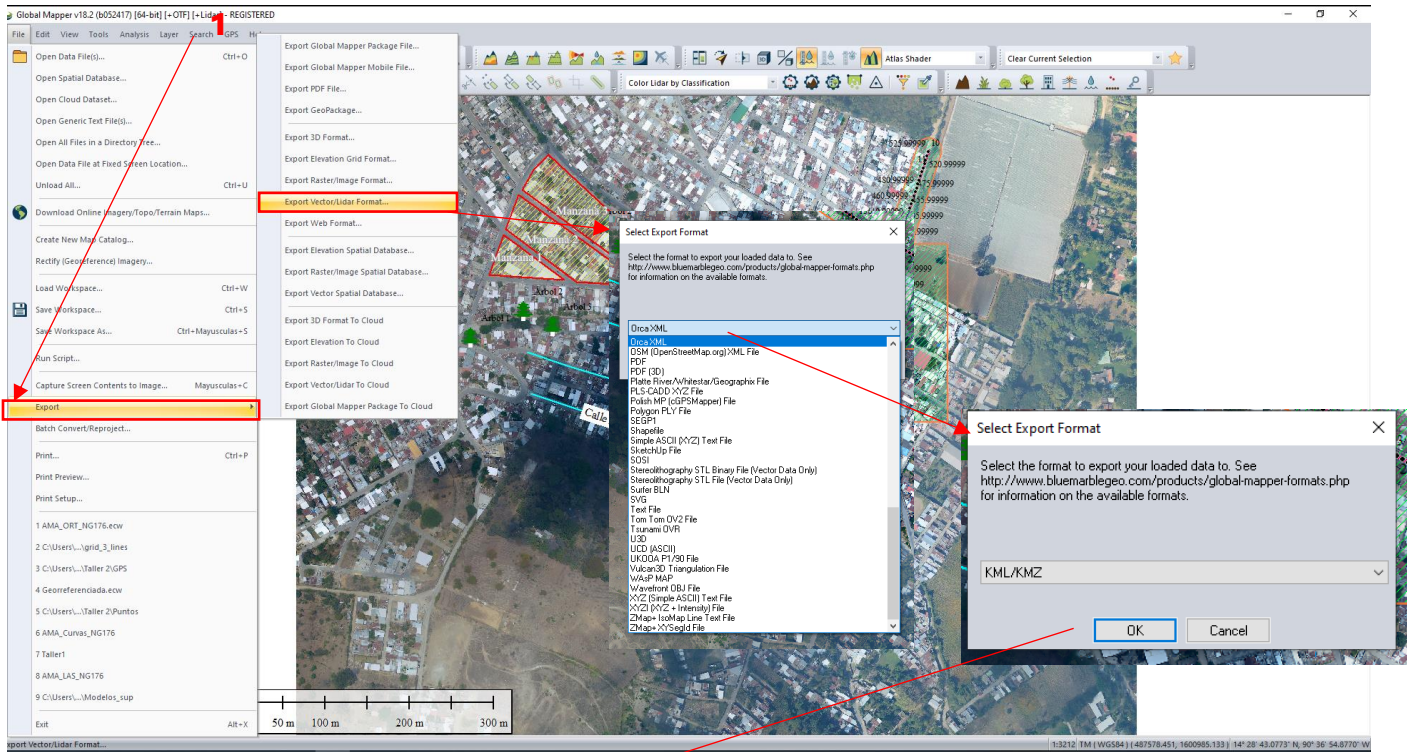 Global Mapper v18.2 (b052417) [64-bit] [+OTF] [+Lidar] - REGISTERED
1
File Edit View Tools Analysis Layer Search GPS
Open Data File(s)... Ctrl+O
Open Spatial Database...
Open Cloud Dataset...
Open Generic Text File(s)...
Open All Files in a Directory Tree...
Open Data File at Fixed Screen Location...
Unload All... Ctrl+U
Download Online Imagery/Topo/Terrain Maps...
Create New Map Catalog...
Rectify (Georeference) Imagery...
Load Workspace... Ctrl+W
Save Workspace... Ctrl+S
Save Workspace As... Ctrl+Mayusculas+S
Run Script...
Capture Screen Contents to Image... Mayusculas+C
Export
Batch Convert/Reproject...
Print... Ctrl+P
Print Preview...
Print Setup...
1 AMA_ORT_NG176.ecw
2 C:\Users\...\grid_3_lines
3 C:\Users\...\Taller 2\GPS
4 Georreferenciada.ecw
5 C:\Users\...\Taller 2\Puntos
6 AMA_Curvas_NG176
7 Taller1
8 AMA_LAS_NG176
9 C:\Users\...\Modelos_sup
Exit Alt+X
Export Global Mapper Package File...
Export Global Mapper Mobile File...
Export PDF File...
Export GeoPackage...
Export 3D Format...
Export Elevation Grid Format...
Export Raster/Image Format...
Export Vector/Lidar Format...
Export Web Format...
Export Elevation Spatial Database...
Export Raster/Image Spatial Database...
Export Vector Spatial Database...
Export 3D Format To Cloud
Export Elevation To Cloud
Export Raster/Image To Cloud
Export Vector/Lidar To Cloud
Export Global Mapper Package To Cloud
Atlas Shader
Clear Current Selection
Color Lidar by Classification
Manzana 3
Manzana 2
Manzana 1
Arbol 2
Arbol 3
Arbol 1
Calle
520.99999
480.99999
475.99999
460.99999
455.99999
Select Export Format
Select the format to export your loaded data to. See
http://www.bluemarblegeo.com/products/global-mapper-formats.php
for information on the available formats.
Orca XML
Orca XML
OSM (OpenStreetMap.org) XML File
PDF
PDF (3D)
Platte River/Whitestar/Geographix File
PLS-CADD XYZ File
Polish MP (cGPSMapper) File
Polygon PLY File
SEGP1
Shapefile
Simple ASCII (XYZ) Text File
SketchUp File
SOSI
Stereolithography STL Binary File (Vector Data Only)
Stereolithography STL File (Vector Data Only)
Surfer BLN
SVG
Text File
Tom Tom OV2 File
Tsunami OVR
U3D
UCD (ASCII)
UKOOA P1/90 File
Vulcan3D Triangulation File
WAsP MAP
Wavefront OBJ File
XYZ (Simple ASCII) Text File
XYZI (XYZ + Intensity) File
ZMap+ IsoMap Line Text File
ZMap+ XYSegId File
Select Export Format
Select the format to export your loaded data to. See
http://www.bluemarblegeo.com/products/global-mapper-formats.php
for information on the available formats.
KML/KMZ
OK Cancel
50 m 100 m 200 m 300 m
xport Vector/Lidar Format...
1:3212 TM ( WGS84 ) ( 487578.451, 1600985.133 ) 14° 28' 43.0773" N, 90° 36' 54.8770" W